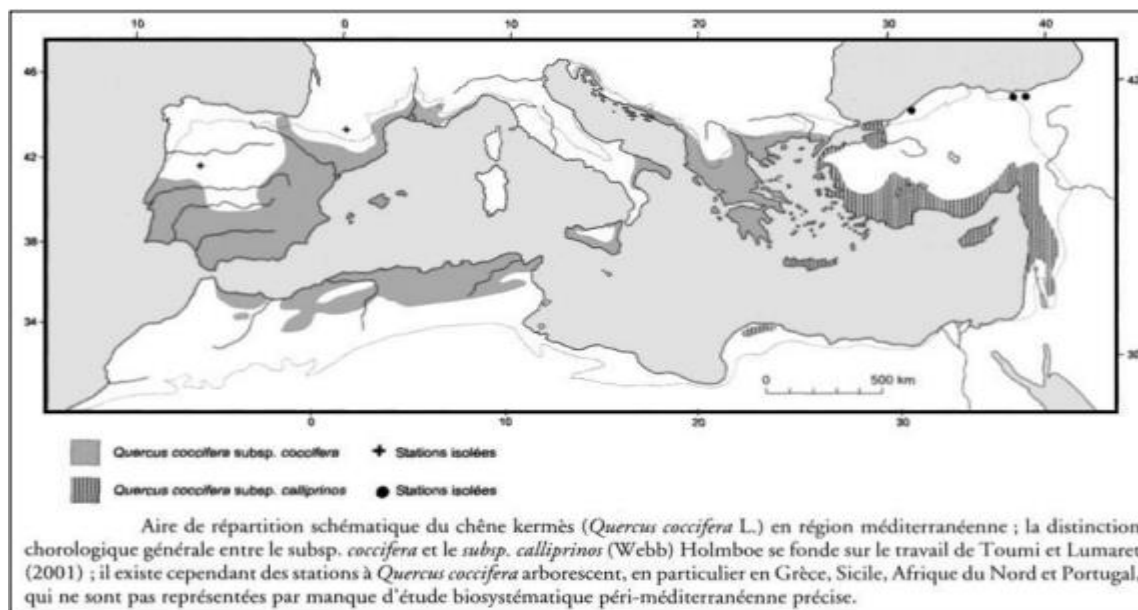 10 0 10 20 30 40
46
42
42
38
34
30
0 500 km
0 10 20 30
Quercus coccifera subsp. coccifera Stations isolées
Quercus coccifera subsp. calliprinos Stations isolées
Aire de répartition schématique du chêne kermès (Quercus coccifera L.) en région méditerranéenne ; la distinction
chorologique générale entre le subsp. coccifera et le subsp. calliprinos (Webb) Holmboe se fonde sur le travail de Toumi et Lumaret
(2001) ; il existe cependant des stations à Quercus coccifera arborescent, en particulier en Grèce, Sicile, Afrique du Nord et Portugal,
qui ne sont pas représentées par manque d'étude biosystématique péri-méditerranéenne précise.